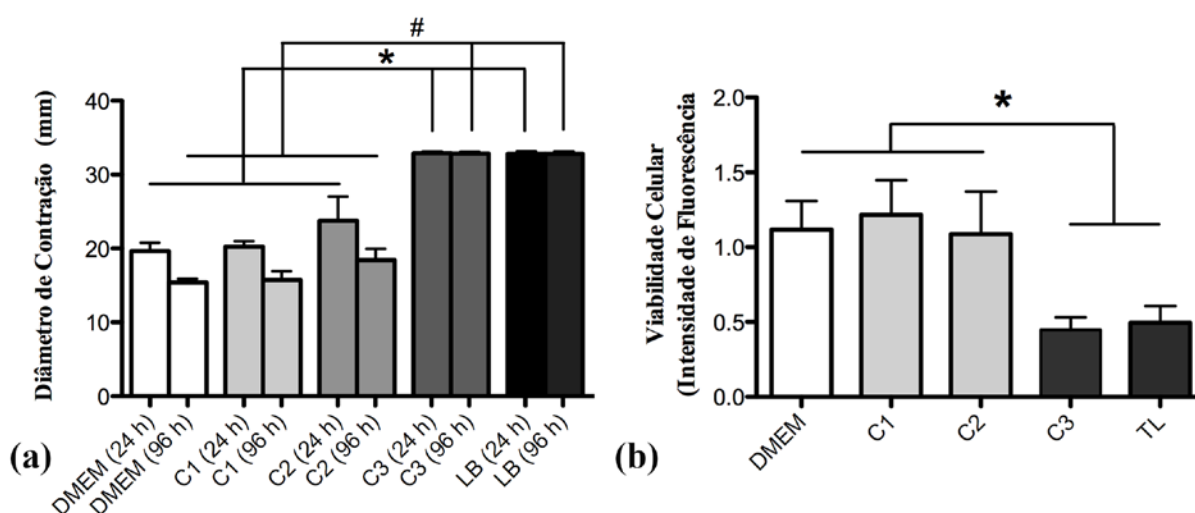 #
*
Diâmetro de Contração (mm)
40
30
20
10
0
DMEM (24 h)
DMEM (96 h)
C1 (24 h)
C1 (96 h)
C2 (24 h)
C2 (96 h)
C3 (24 h)
C3 (96 h)
LB (24 h)
LB (96 h)
(a)
*
Viabilidade Celular
(Intensidade de Fluorescência
2.0
1.5
1.0
0.5
0.0
DMEM
C1
C2
C3
TL
(b)